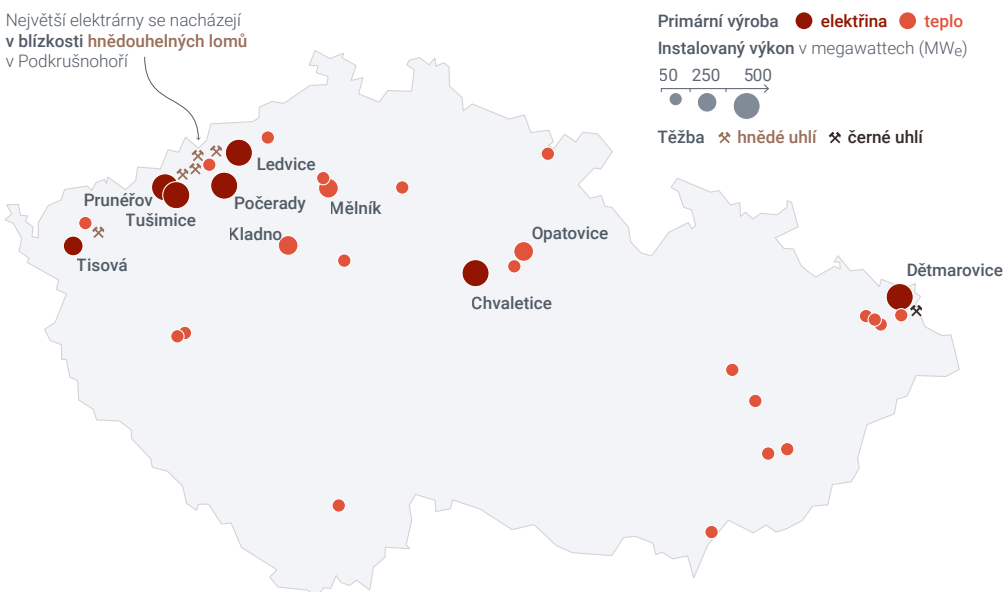 Největší elektrárny se nacházejí
v blízkosti hnědouhelných lomů
v Podkrušnohoří
Primární výroba elektřina teplo
Instalovaný výkon v megawattech (MWe)
50 250 500
Těžba hnědé uhlí černé uhlí
Ledvice
Prunéřov
Počerady
Mělník
Tušimice
Kladno
Opatovice
Tisová
Dětmarovice
Chvaletice